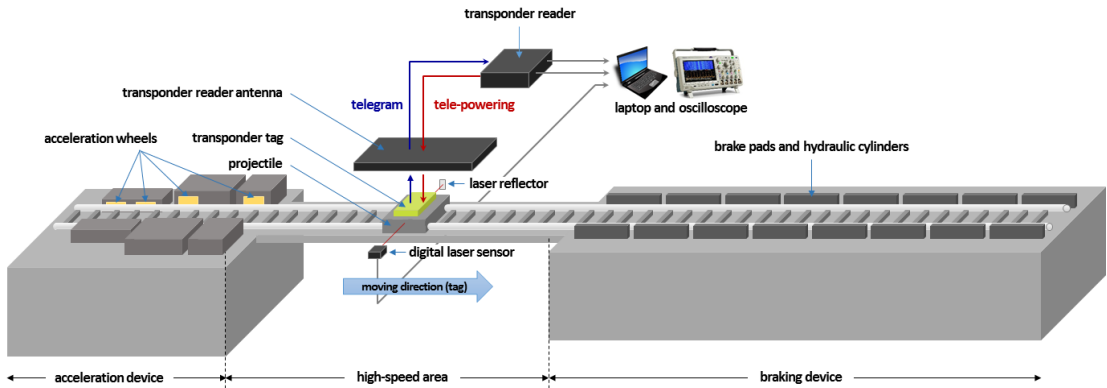 transponder reader
transponder reader antenna
telegram
tele-powering
laptop and oscilloscope
transponder tag
acceleration wheels
projectile
laser reflector
brake pads and hydraulic cylinders
digital laser sensor
moving direction (tag)
acceleration device
high-speed area
braking device